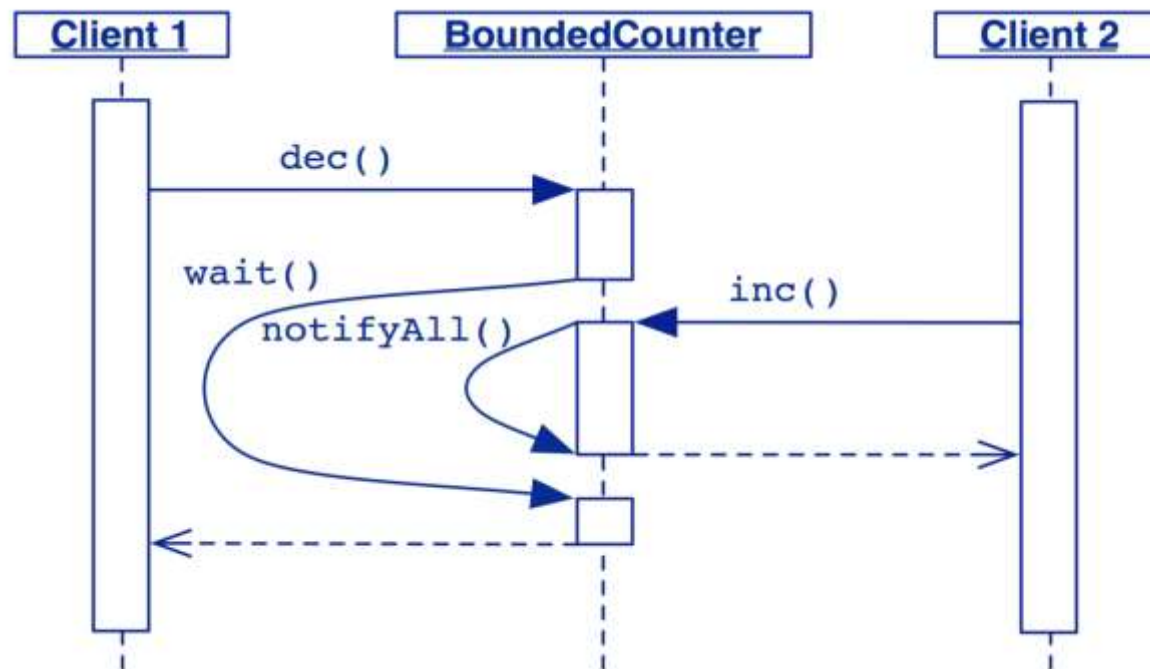 Client 1
BoundedCounter
Client 2
dec()
wait()
inc()
notifyAll()